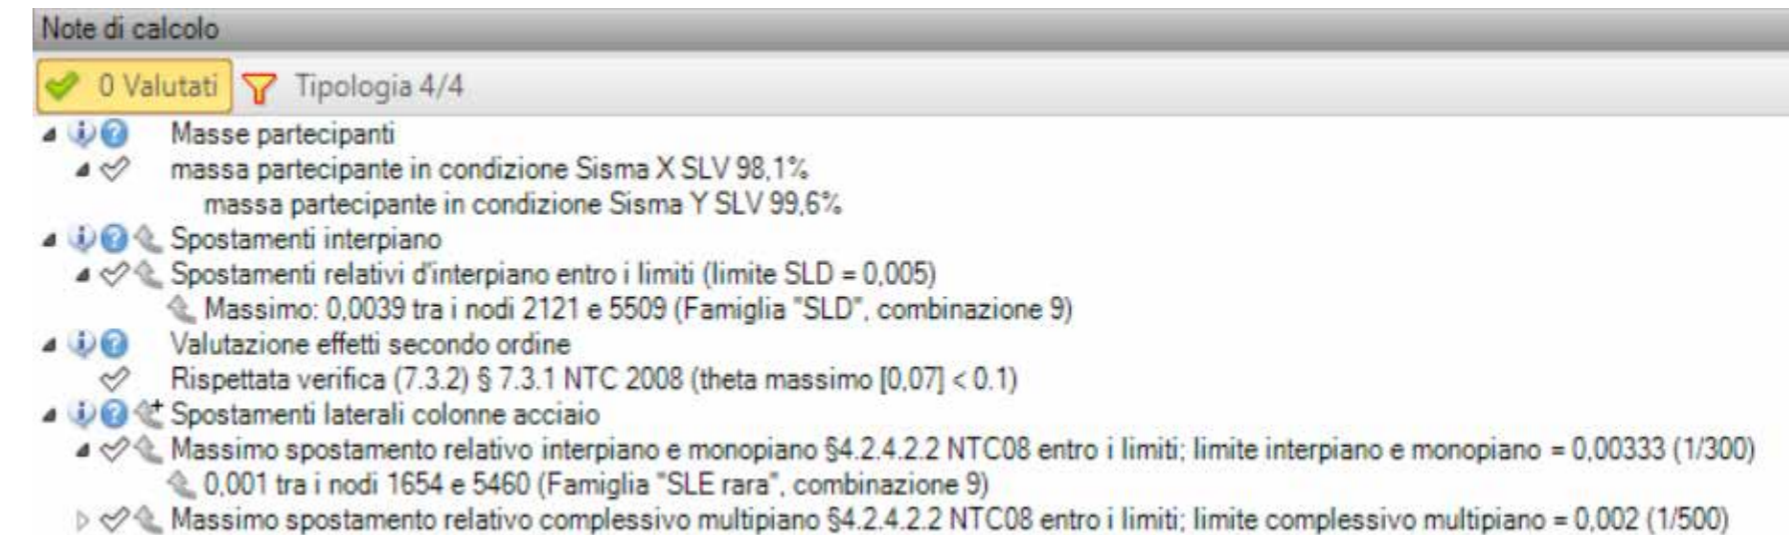 Note di calcolo
0 Valutati Tipologia 4/4
Masse partecipanti
massa partecipante in condizione Sisma X SLV 98,1%
massa partecipante in condizione Sisma Y SLV 99,6%
Spostamenti interpiano
Spostamenti relativi d'interpiano entro i limiti (limite SLD = 0,005)
Massimo: 0,0039 tra i nodi 2121 e 5509 (Famiglia "SLD", combinazione 9)
Valutazione effetti secondo ordine
Rispettata verifica (7.3.2) § 7.3.1 NTC 2008 (theta massimo [0,07] < 0.1)
Spostamenti laterali colonne acciaio
Massimo spostamento relativo interpiano e monopiano §4.2.4.2.2 NTC08 entro i limiti; limite interpiano e monopiano = 0,00333 (1/300)
0,001 tra i nodi 1654 e 5460 (Famiglia "SLE rara", combinazione 9)
Massimo spostamento relativo complessivo multipiano §4.2.4.2.2 NTC08 entro i limiti; limite complessivo multipiano = 0,002 (1/500)